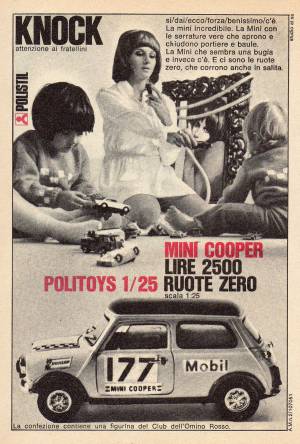 KNOCK
attenzione ai fratellini
si/dai/ecco/forza/benissimo/c'è.
La mini incredibile. La Mini con
le serrature vere che aprono e
chiudono portiere e baule.
La Mini che sembra una bugia
e invece c'è. E ci sono le ruote
zero, che corrono anche in salita.
POLISTIL
MINI COOPER
LIRE 2500
POLITOYS 1/25 RUOTE ZERO
scala 1:25
177
MINI COOPER
Mobil
La confezione contiene una figurina del Club dell'Omino Rosso.